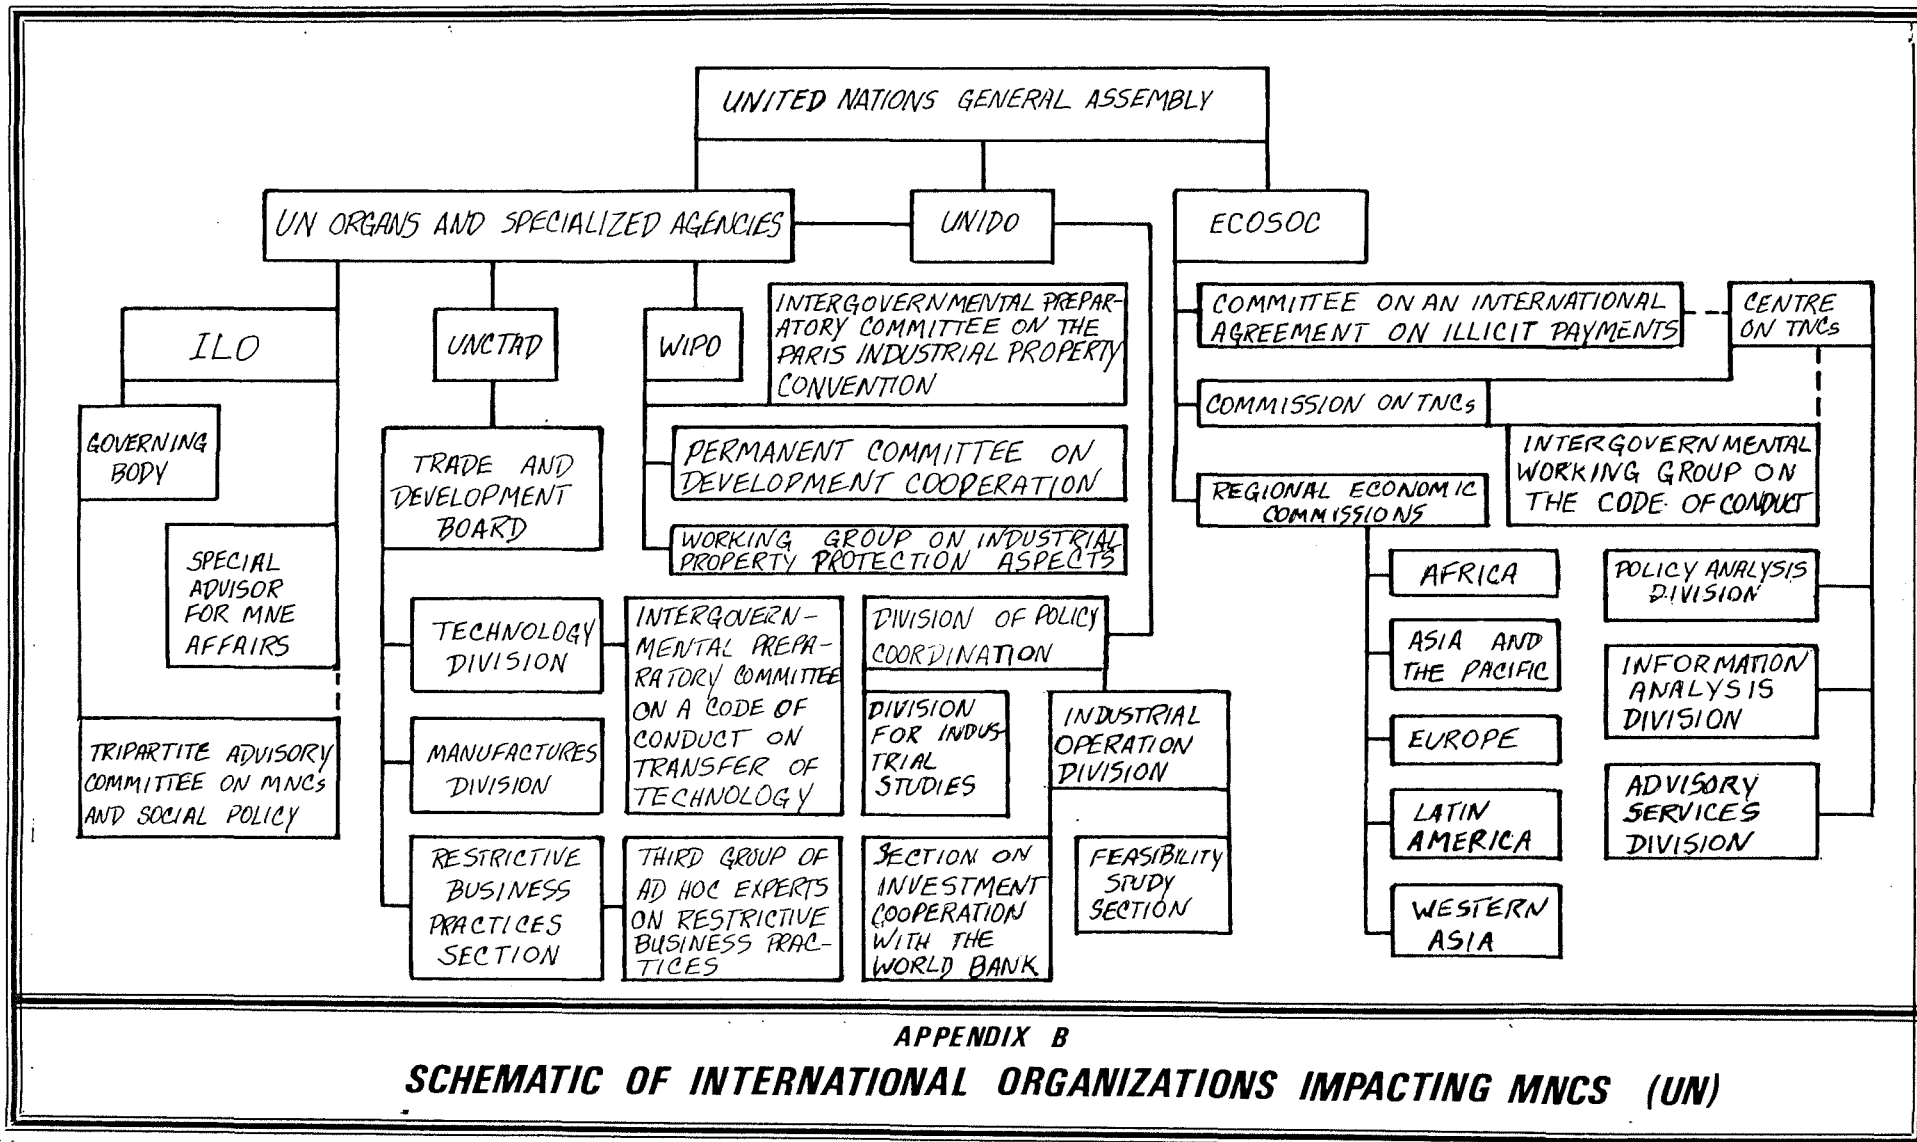 UNITED NATIONS GENERAL ASSEMBLY
UN ORGANS AND SPECIALIZED AGENCIES
UNIDO
ECOSOC
ILO
UNCTAD
WIPO
INTERGOVERNMENTAL PREPAR-
ATORY COMMITTEE ON THE
PARIS INDUSTRIAL PROPERTY
CONVENTION
COMMITTEE ON AN INTERNATIONAL
AGREEMENT ON ILLICIT PAYMENTS
CENTRE
ON TNCs
COMMISSION ON TNCs
GOVERNING
BODY
TRADE AND
DEVELOPMENT
BOARD
PERMANENT COMMITTEE ON
DEVELOPMENT COOPERATION
INTERGOVERNMENTAL
WORKING GROUP ON
THE CODE OF CONDUCT
REGIONAL ECONOMIC
COMMISSIONS
WORKING GROUP ON INDUSTRIAL
PROPERTY PROTECTION ASPECTS
SPECIAL
ADVISOR
FOR MNE
AFFAIRS
AFRICA
POLICY ANALYSIS
DIVISION
TECHNOLOGY
DIVISION
INTERGOVERN-
MENTAL PREPA-
RATORY COMMITTEE
ON A CODE OF
CONDUCT ON
TRANSFER OF
TECHNOLOGY
DIVISION OF POLICY
COORDINATION
ASIA AND
THE PACIFIC
INFORMATION
ANALYSIS
DIVISION
TRIPARTITE ADVISORY
COMMITTEE ON MNCs
AND SOCIAL POLICY
MANUFACTURES
DIVISION
DIVISION
FOR INDUS-
TRIAL
STUDIES
INDUSTRIAL
OPERATION
DIVISION
EUROPE
ADVISORY
SERVICES
DIVISION
LATIN
AMERICA
RESTRICTIVE
BUSINESS
PRACTICES
SECTION
THIRD GROUP OF
AD HOC EXPERTS
ON RESTRICTIVE
BUSINESS PRAC-
TICES
SECTION ON
INVESTMENT
COOPERATION
WITH THE
WORLD BANK
FEASIBILITY
STUDY
SECTION
WESTERN
ASIA
APPENDIX B
SCHEMATIC OF INTERNATIONAL ORGANIZATIONS IMPACTING MNCS (UN)